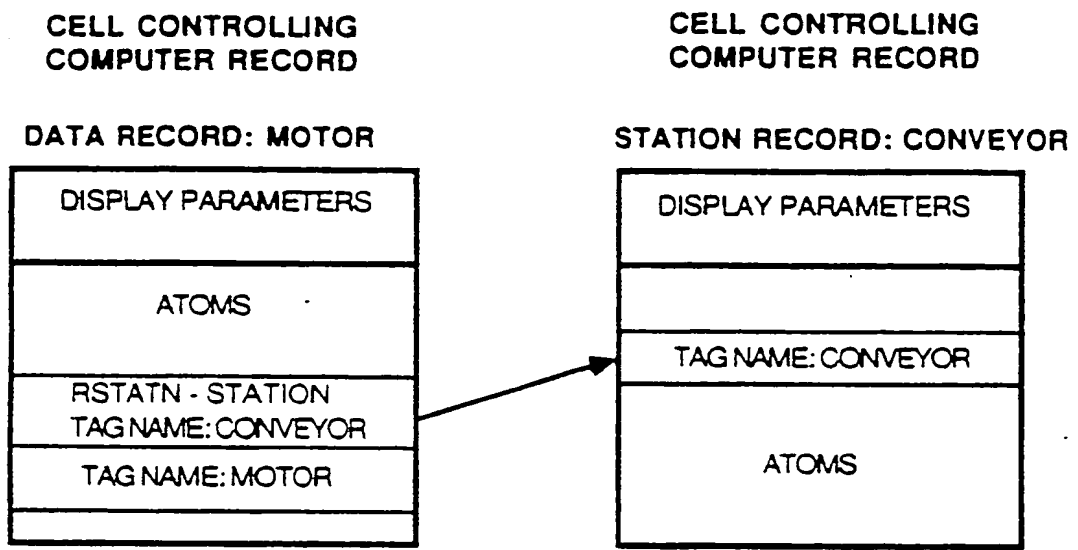 CELL CONTROLLING
COMPUTER RECORD
DATA RECORD: MOTOR
DISPLAY PARAMETERS
ATOMS
RSTATN - STATION
TAG NAME: CONVEYOR
TAG NAME: MOTOR
CELL CONTROLLING
COMPUTER RECORD
STATION RECORD: CONVEYOR
DISPLAY PARAMETERS
TAG NAME: CONVEYOR
ATOMS